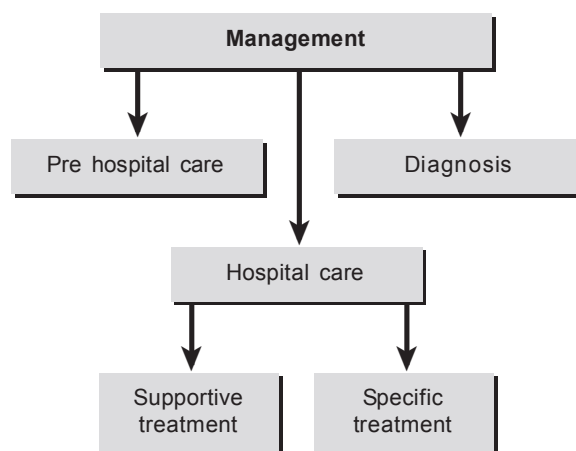 Management
Pre hospital care
Diagnosis
Hospital care
Supportive
treatment
Specific
treatment